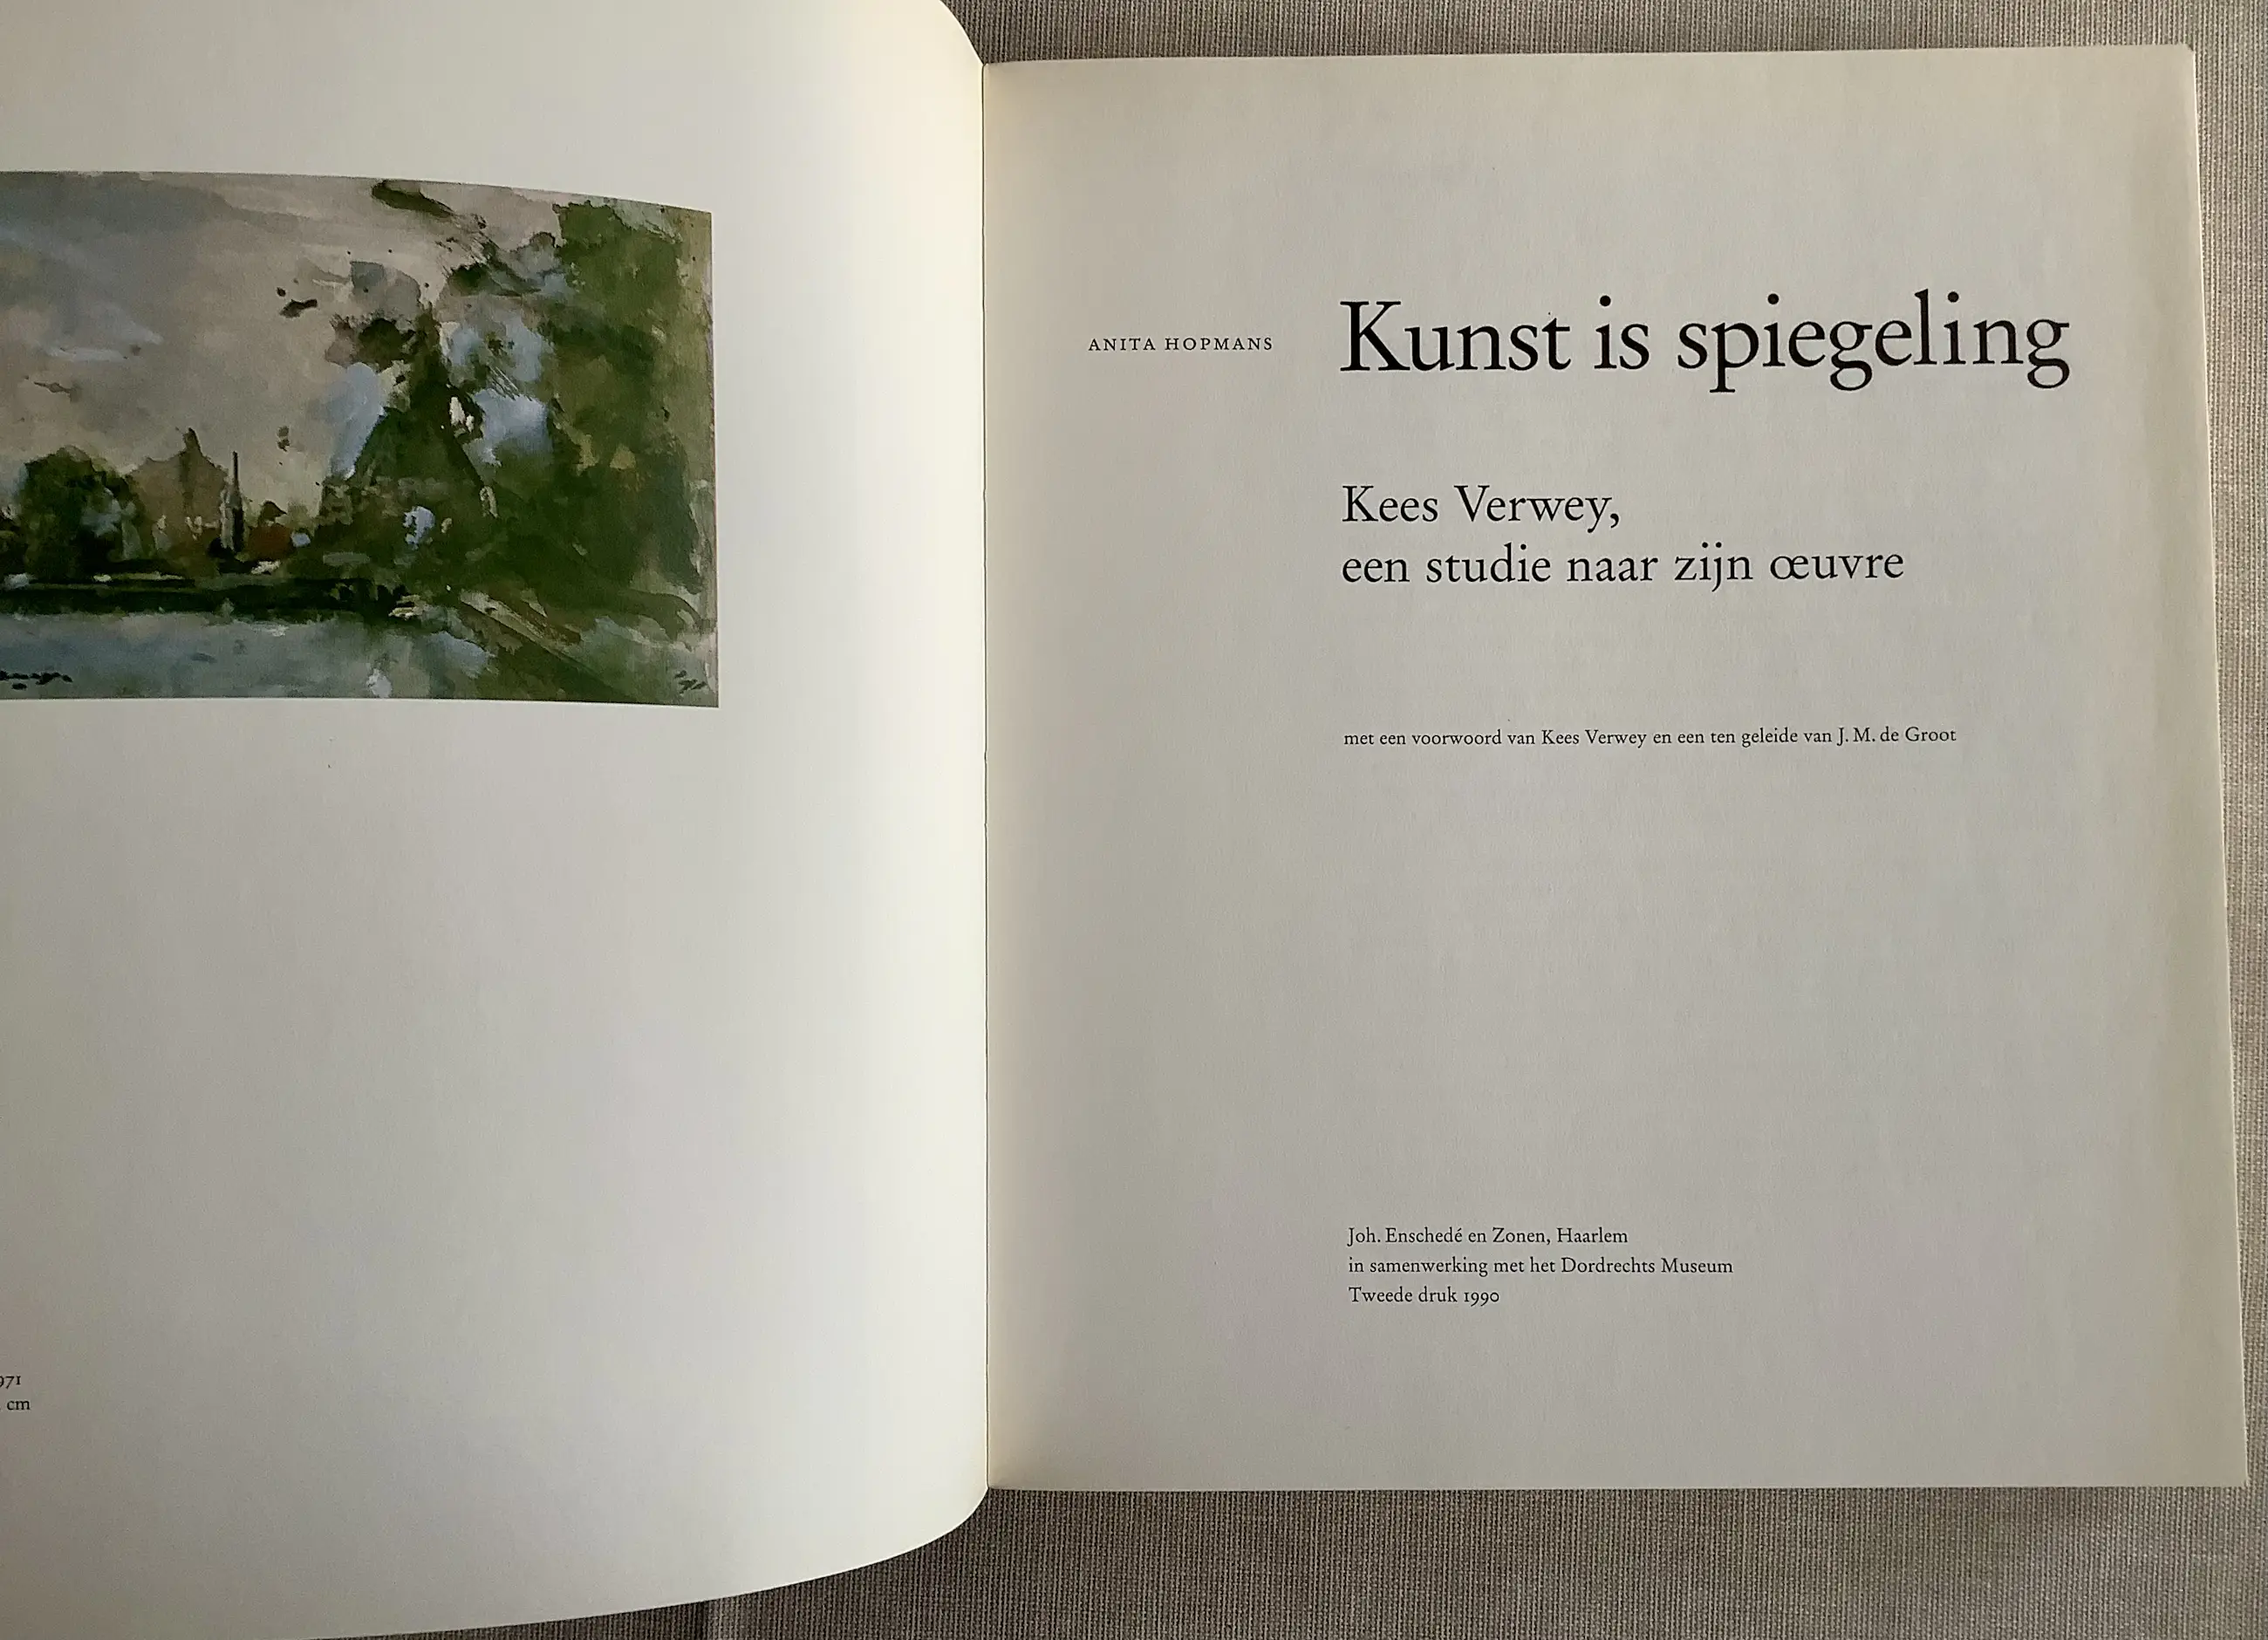 971
cm
ANITA HOPMANS
Kunst is spiegeling
Kees Verwey,
een studie naar zijn œuvre
met een voorwoord van Kees Verwey en een ten geleide van J. M. de Groot
Joh. Enschedé en Zonen, Haarlem
in samenwerking met het Dordrechts Museum
Tweede druk 1990